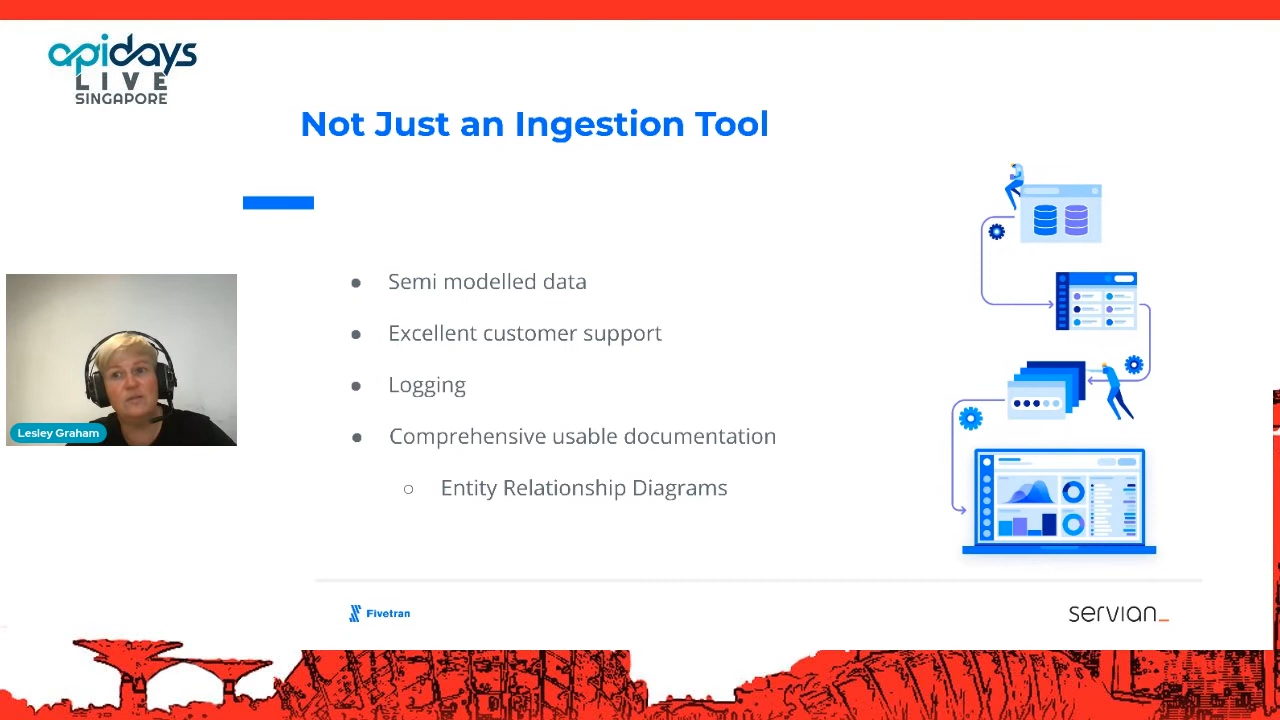 apidays
LIVE
SINGAPORE
Not Just an Ingestion Tool
Semi modelled data
Excellent customer support
Logging
Comprehensive usable documentation
Entity Relationship Diagrams
Lesley Graham
Fivetran
servian_